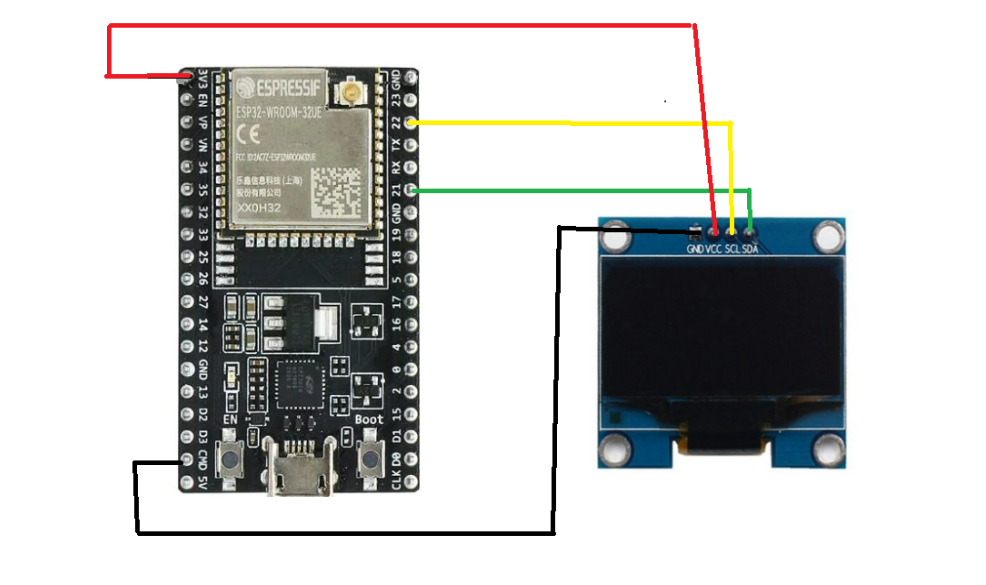 3V3
EN
VP
VN
34
35
32
33
25
26
27
14
12
GND
13
D2
D3
CMD
5V
ESPRESSIF
ESP32-WROOM-32UE
CE
FCC ID:2AC7Z-ESP32WROOM32UE
乐鑫信息科技(上海)
股份有限公司
XX0H32
EN
Boot
GND
23
22
TX
RX
21
GND
19
18
5
17
16
4
0
2
15
D1
D0
CLK
GND VCC SCL SDA